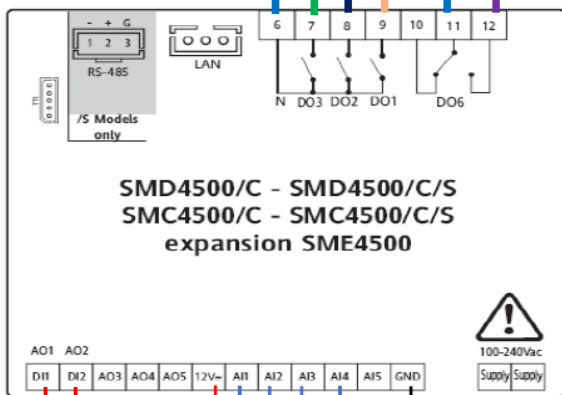 - + G
1 2 3
RS-485
LAN
TTL
/S Models
only
6 7 8 9 10 11 12
N DO3 DO2 DO1 DO6
SMD4500/C - SMD4500/C/S
SMC4500/C - SMC4500/C/S
expansion SME4500
100-240Vac
AO1 AO2
DI1 DI2 AO3 AO4 AO5 12V= AI1 AI2 AI3 AI4 AI5 GND Supply Supply